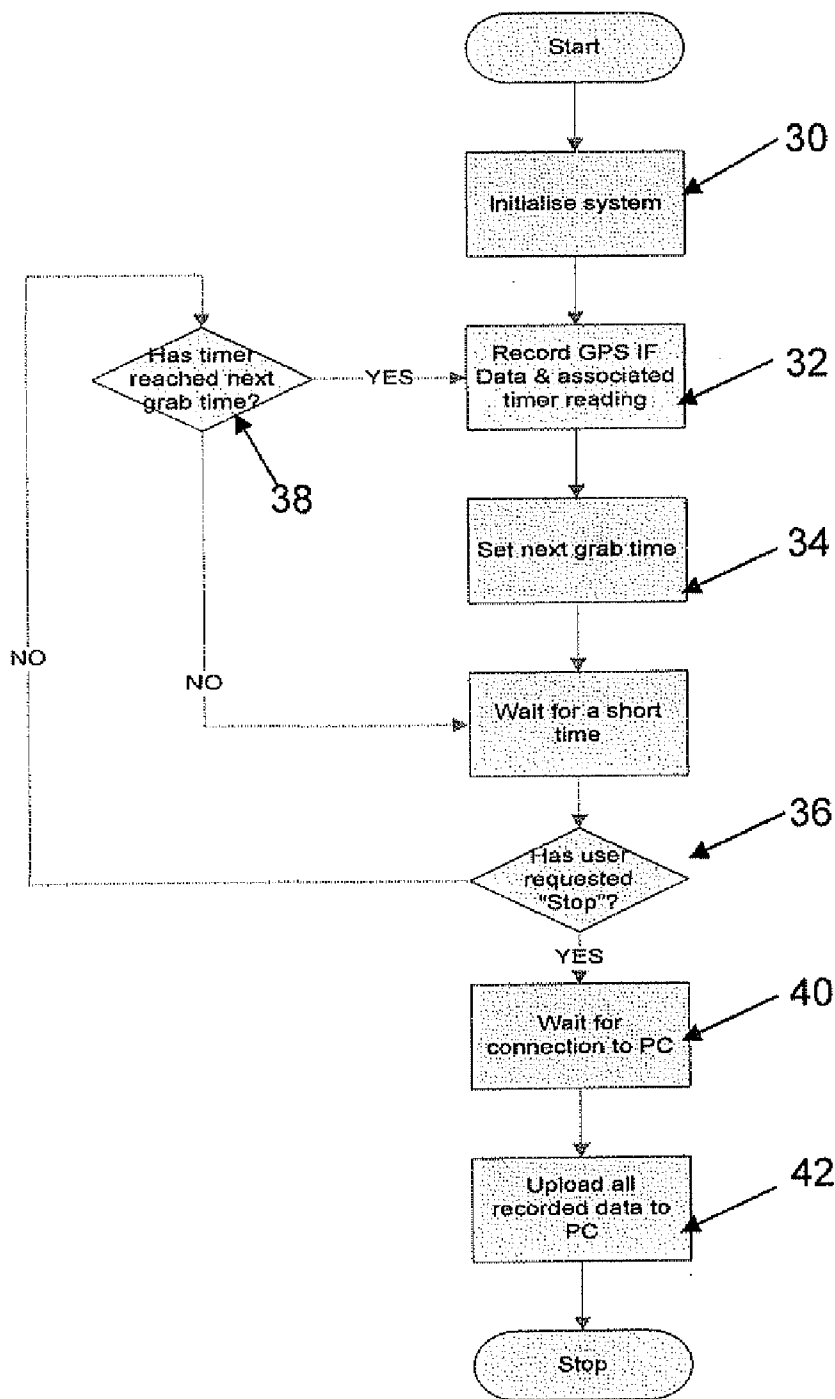 Start
30
Initialise system
Has timer
reached next
grab time?
YES
Record GPS IF
Data & associated
timer reading
32
38
Set next grab time
34
NO
NO
Wait for a short
time
36
Has user
requested
"Stop"?
YES
Wait for
connection to PC
40
Upload all
recorded data to
PC
42
Stop